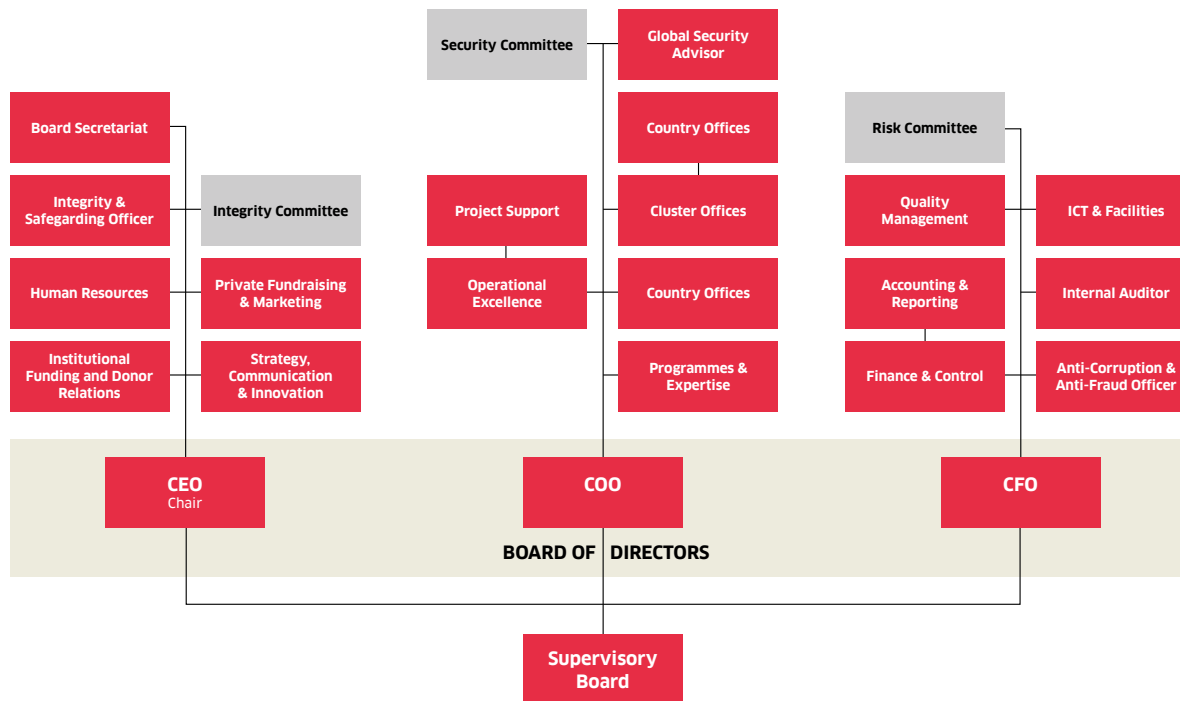 Security Committee
Global Security
Advisor
Board Secretariat
Country Offices
Risk Committee
Integrity &
Safegarding Officer
Integrity Committee
Project Support
Cluster Offices
Quality
Management
ICT & Facilities
Human Resources
Private Fundraising
& Marketing
Operational
Excellence
Country Offices
Accounting &
Reporting
Internal Auditor
Institutional
Funding and Donor
Relations
Strategy,
Communication
& Innovation
Programmes &
Expertise
Finance & Control
Anti-Corruption &
Anti-Fraud Officer
CEO
Chair
COO
CFO
BOARD OF DIRECTORS
Supervisory
Board